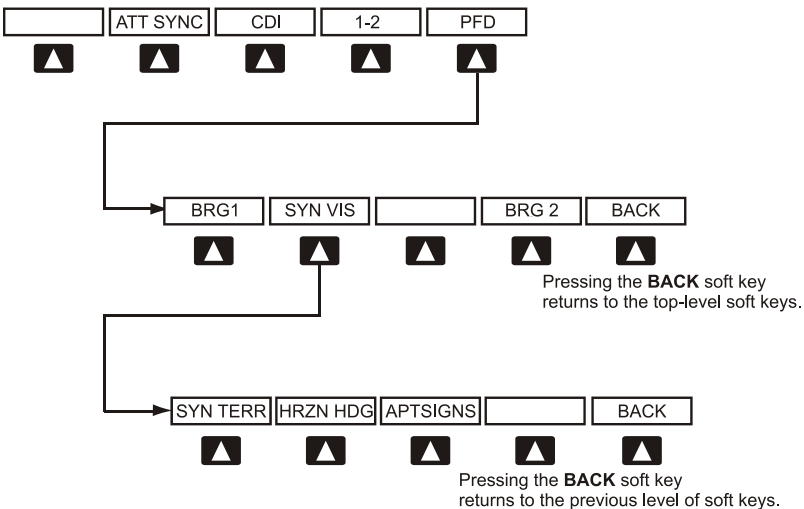 ATT SYNC CDI 1-2 PFD
BRG1 SYN VIS BRG 2 BACK
Pressing the BACK soft key
returns to the top-level soft keys.
SYN TERR HRZN HDG APTSIGNS BACK
Pressing the BACK soft key
returns to the previous level of soft keys.